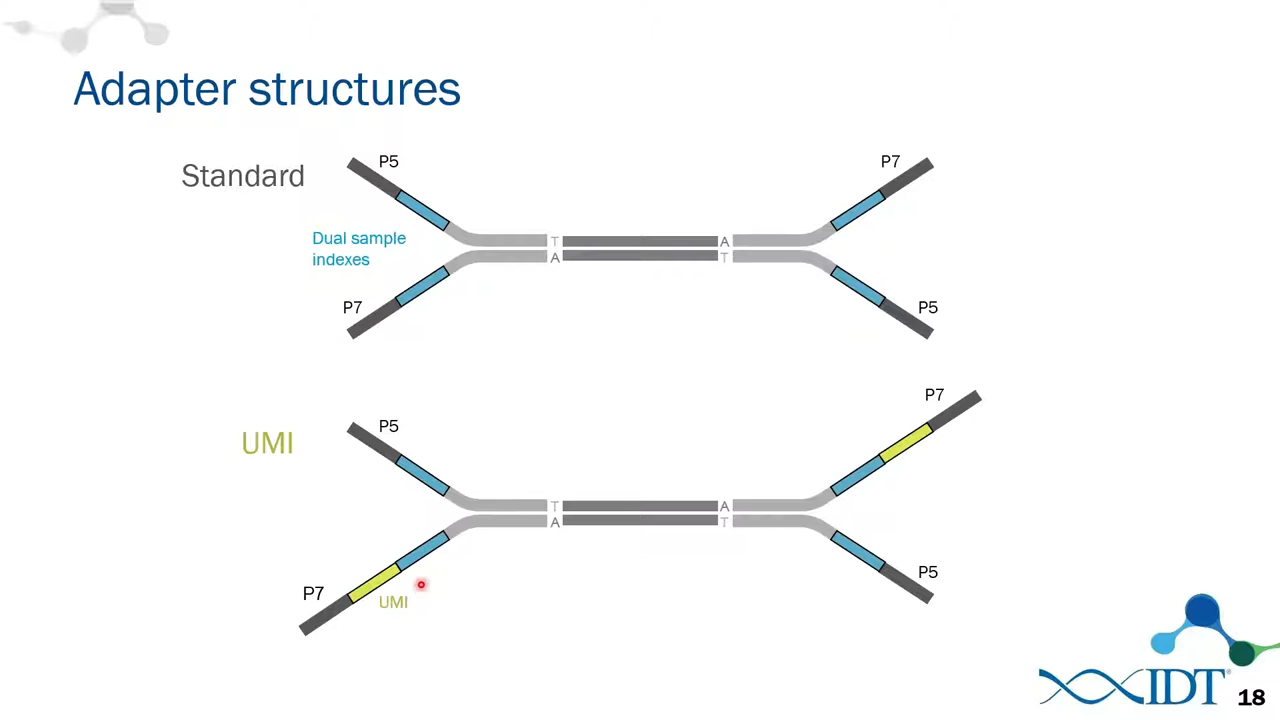 Adapter structures
Standard
P5
P7
Dual sample
indexes
T
A
A
T
P7
P5
UMI
P5
P7
T
A
A
T
P7
UMI
P5
IDT
18